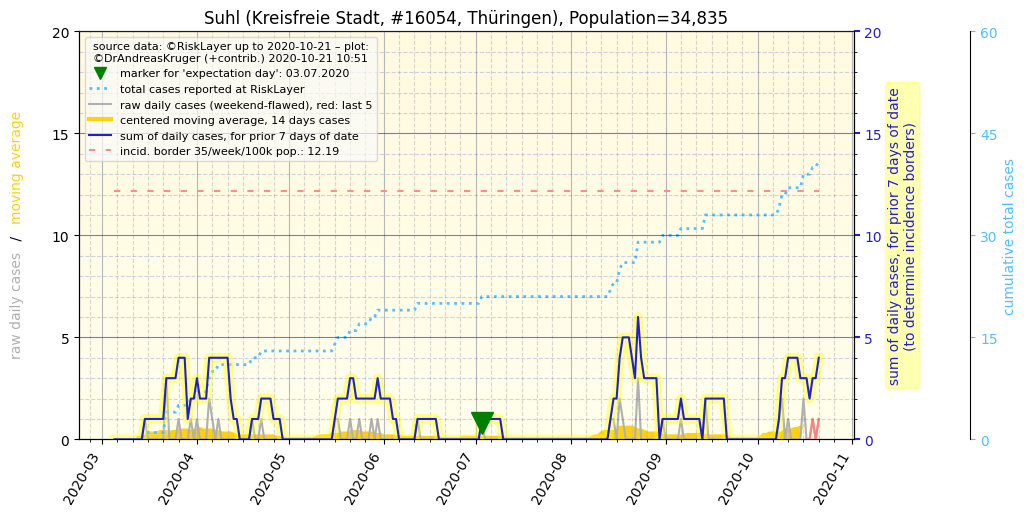 Suhl (Kreisfreie Stadt, #16054, Thüringen), Population=34,835
source data: ©RiskLayer up to 2020-10-21 – plot:
©DrAndreasKruger (+contrib.) 2020-10-21 10:51
marker for 'expectation day': 03.07.2020
total cases reported at RiskLayer
raw daily cases (weekend-flawed), red: last 5
centered moving average, 14 days cases
sum of daily cases, for prior 7 days of date
incid. border 35/week/100k pop.: 12.19
raw daily cases / moving average
20
15
10
5
0
2020-03
2020-04
2020-05
2020-06
2020-07
2020-08
2020-09
2020-10
2020-11
20
15
10
5
0
sum of daily cases, for prior 7 days of date
(to determine incidence borders)
60
45
30
15
0
cumulative total cases